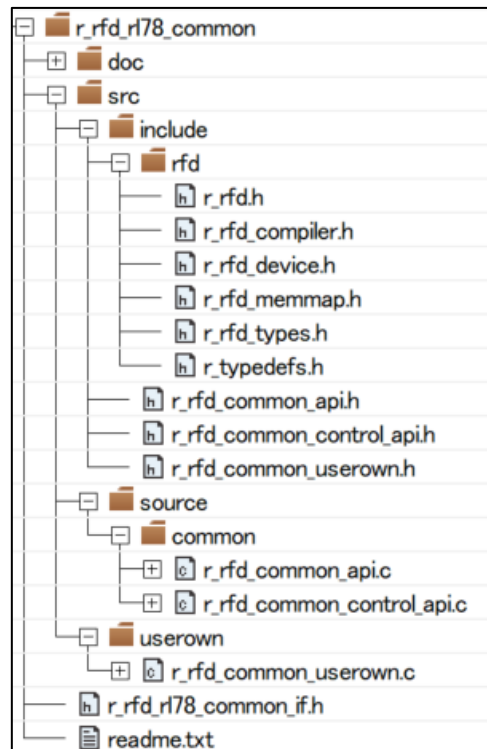 r_rfd_rl78_common
doc
src
include
rfd
r_rfd.h
r_rfd_compiler.h
r_rfd_device.h
r_rfd_memmap.h
r_rfd_types.h
r_typedefs.h
r_rfd_common_api.h
r_rfd_common_control_api.h
r_rfd_common_userown.h
source
common
r_rfd_common_api.c
r_rfd_common_control_api.c
userown
r_rfd_common_userown.c
r_rfd_rl78_common_if.h
readme.txt